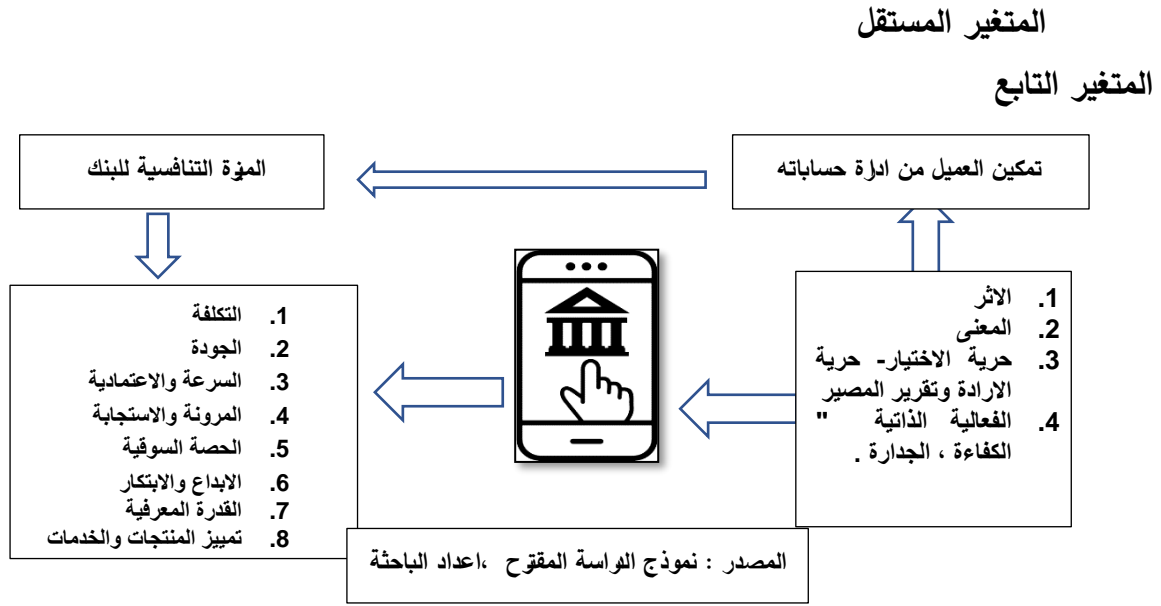 المتغير المستقل
المتغير التابع
تمكين العميل من ادارة حساباته
الميزة التنافسية للبنك
1. الاثر
2. المعنى
3. حرية الاختيار- حرية
الارادة وتقرير المصير
4. الفعالية الذاتية "
الكفاءة ، الجدارة .
1. التكلفة
2. الجودة
3. السرعة والاعتمادية
4. المرونة والاستجابة
5. الحصة السوقية
6. الابداع والابتكار
7. القدرة المعرفية
8. تمييز المنتجات والخدمات
المصدر : نموذج الدراسة المقترح ،اعداد الباحثة